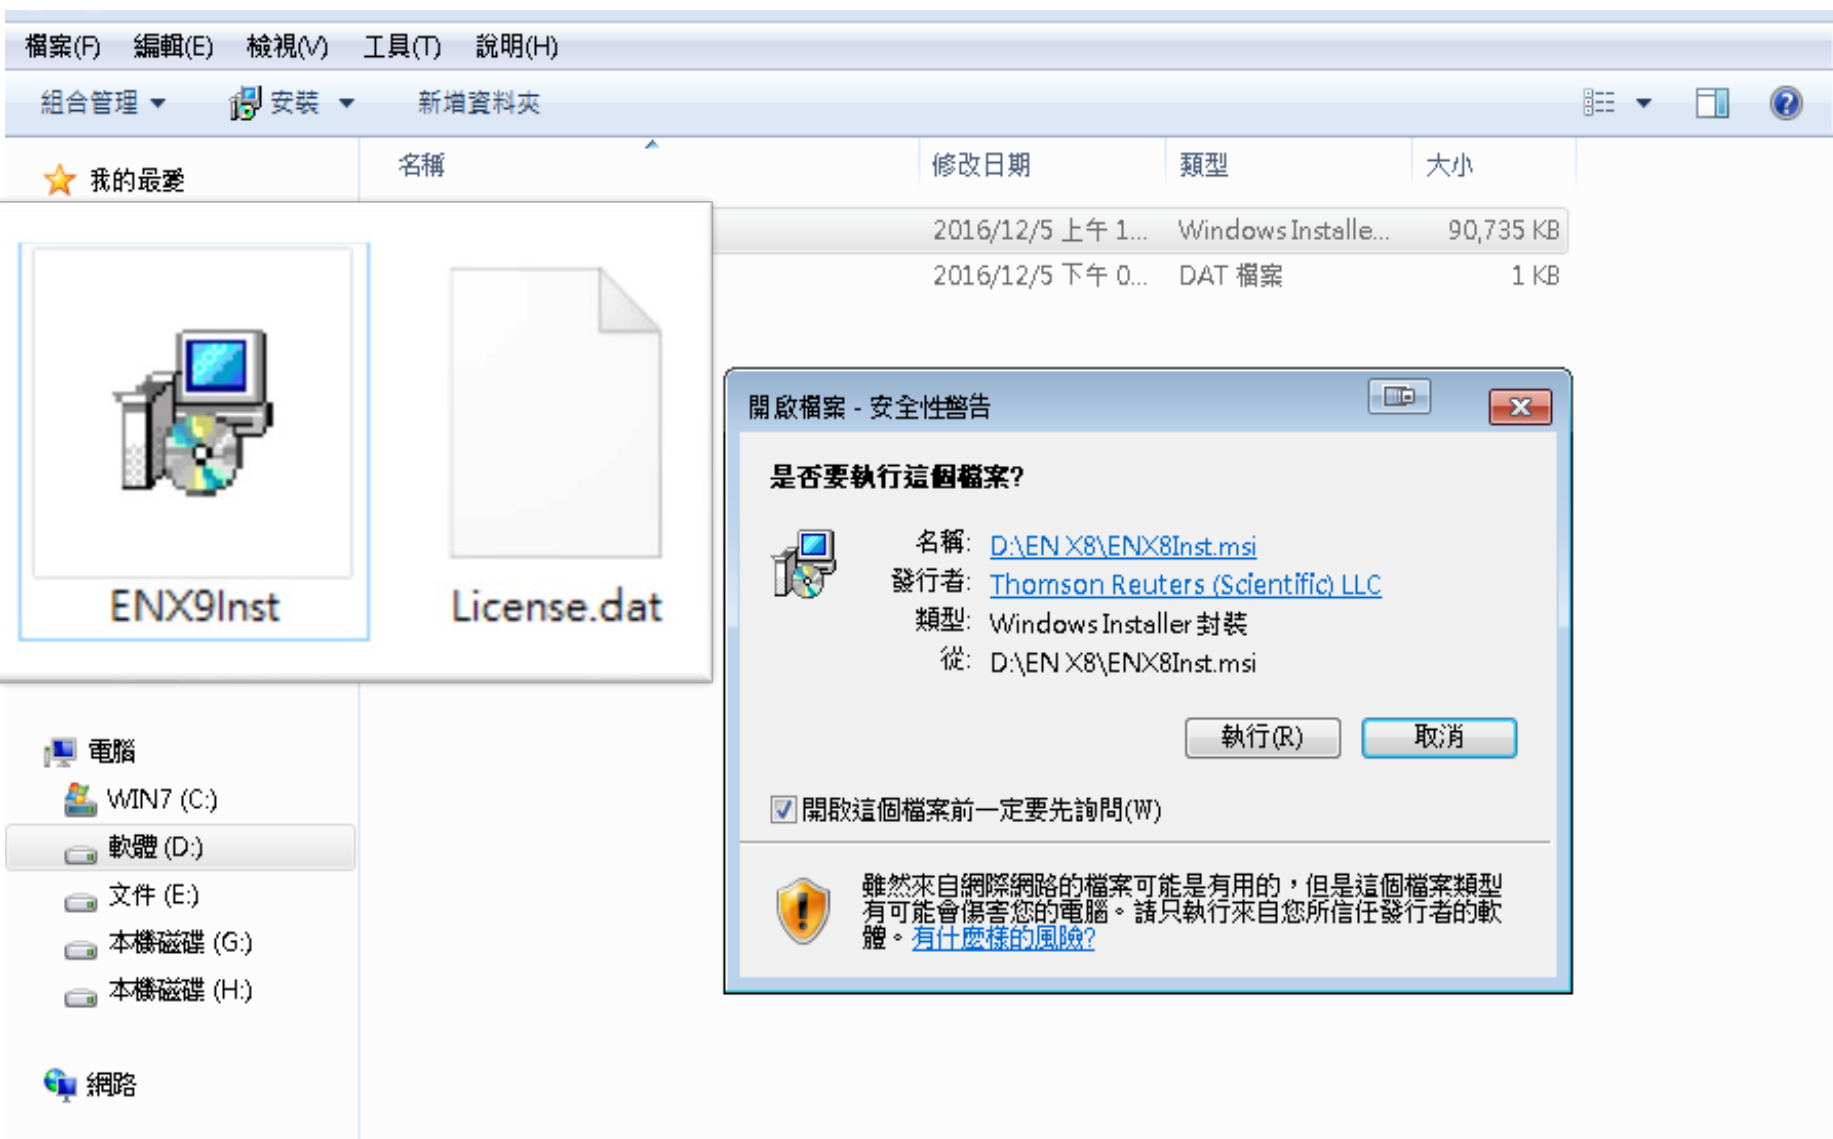 檔案(F) 編輯(E) 檢視(V) 工具(T) 說明(H)
組合管理 安裝 新增資料夾
我的最愛
名稱 修改日期 類型 大小
2016/12/5 上午 1... Windows Installe... 90,735 KB
2016/12/5 下午 0... DAT 檔案 1 KB
ENX9Inst License.dat
開啟檔案 - 安全性警告
是否要執行這個檔案?
名稱: D:\EN X8\ENX8Inst.msi
發行者: Thomson Reuters (Scientific) LLC
類型: Windows Installer 封裝
從: D:\EN X8\ENX8Inst.msi
執行(R) 取消
開啟這個檔案前一定要先詢問(W)
雖然來自網際網路的檔案可能是有用的，但是這個檔案類型
有可能會傷害您的電腦。請只執行來自您所信任發行者的軟
體。有什麼樣的風險?
電腦
WIN7 (C:)
軟體 (D:)
文件 (E:)
本機磁碟 (G:)
本機磁碟 (H:)
網路